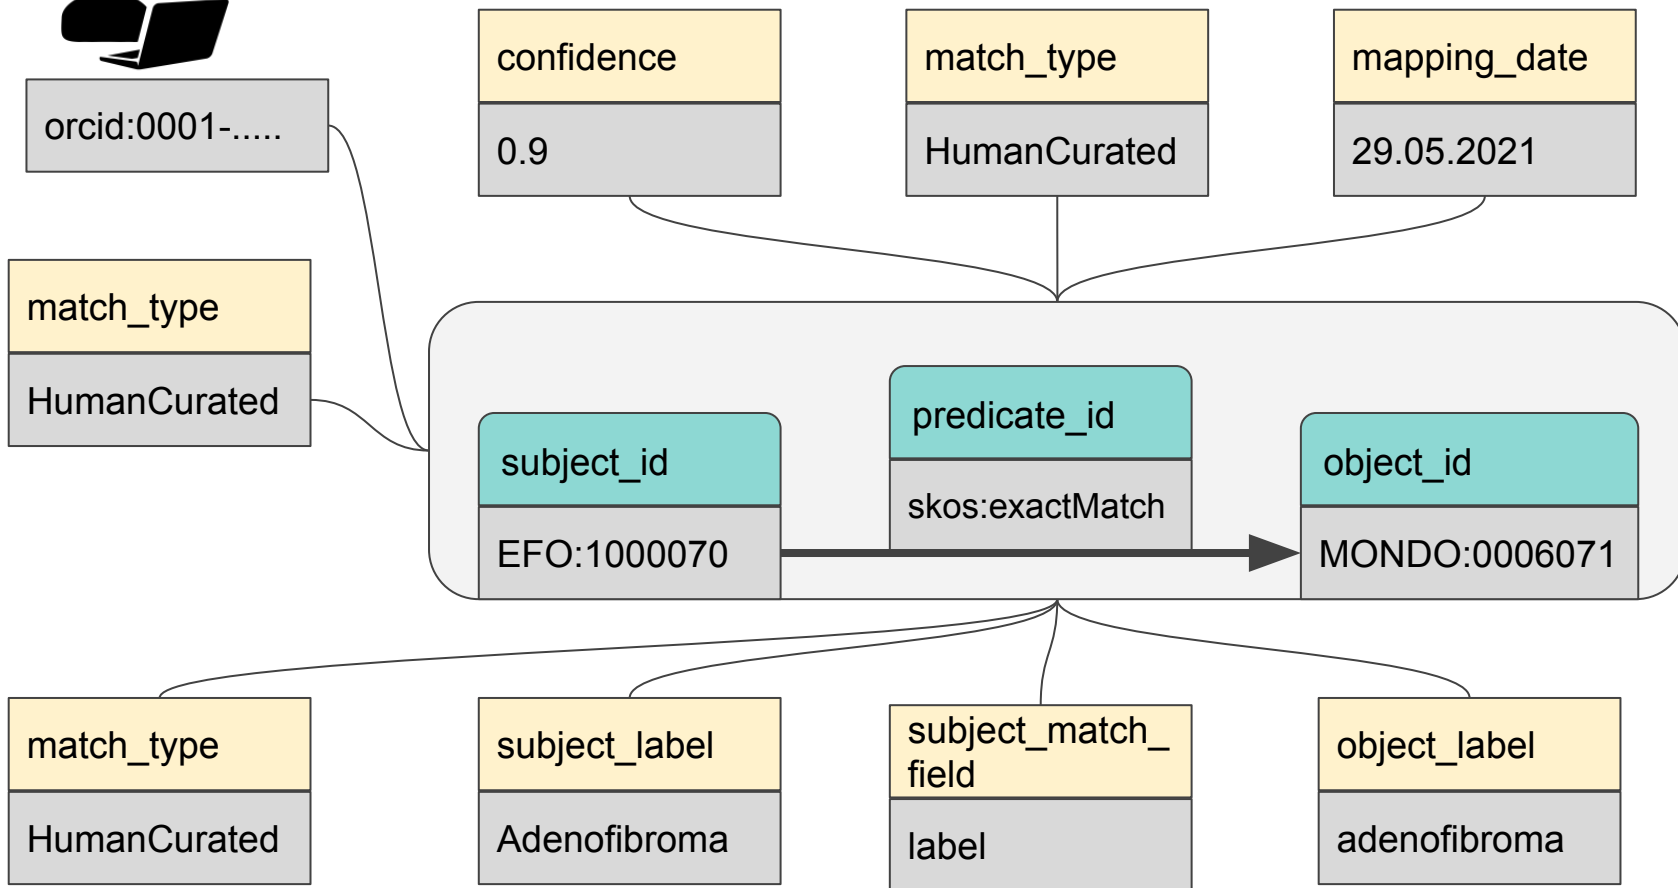 orcid:0001-.....
confidence
0.9
match_type
HumanCurated
mapping_date
29.05.2021
match_type
HumanCurated
subject_id
EFO:1000070
predicate_id
skos:exactMatch
object_id
MONDO:0006071
match_type
HumanCurated
subject_label
Adenofibroma
subject_match_
field
label
object_label
adenofibroma